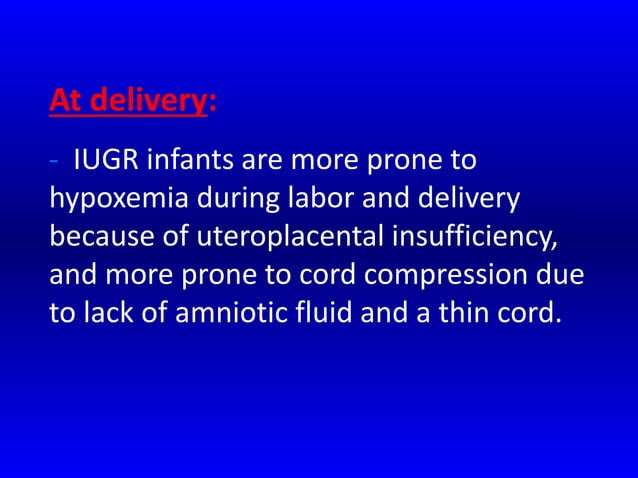 At delivery:
- IUGR infants are more prone to
hypoxemia during labor and delivery
because of uteroplacental insufficiency,
and more prone to cord compression due
to lack of amniotic fluid and a thin cord.